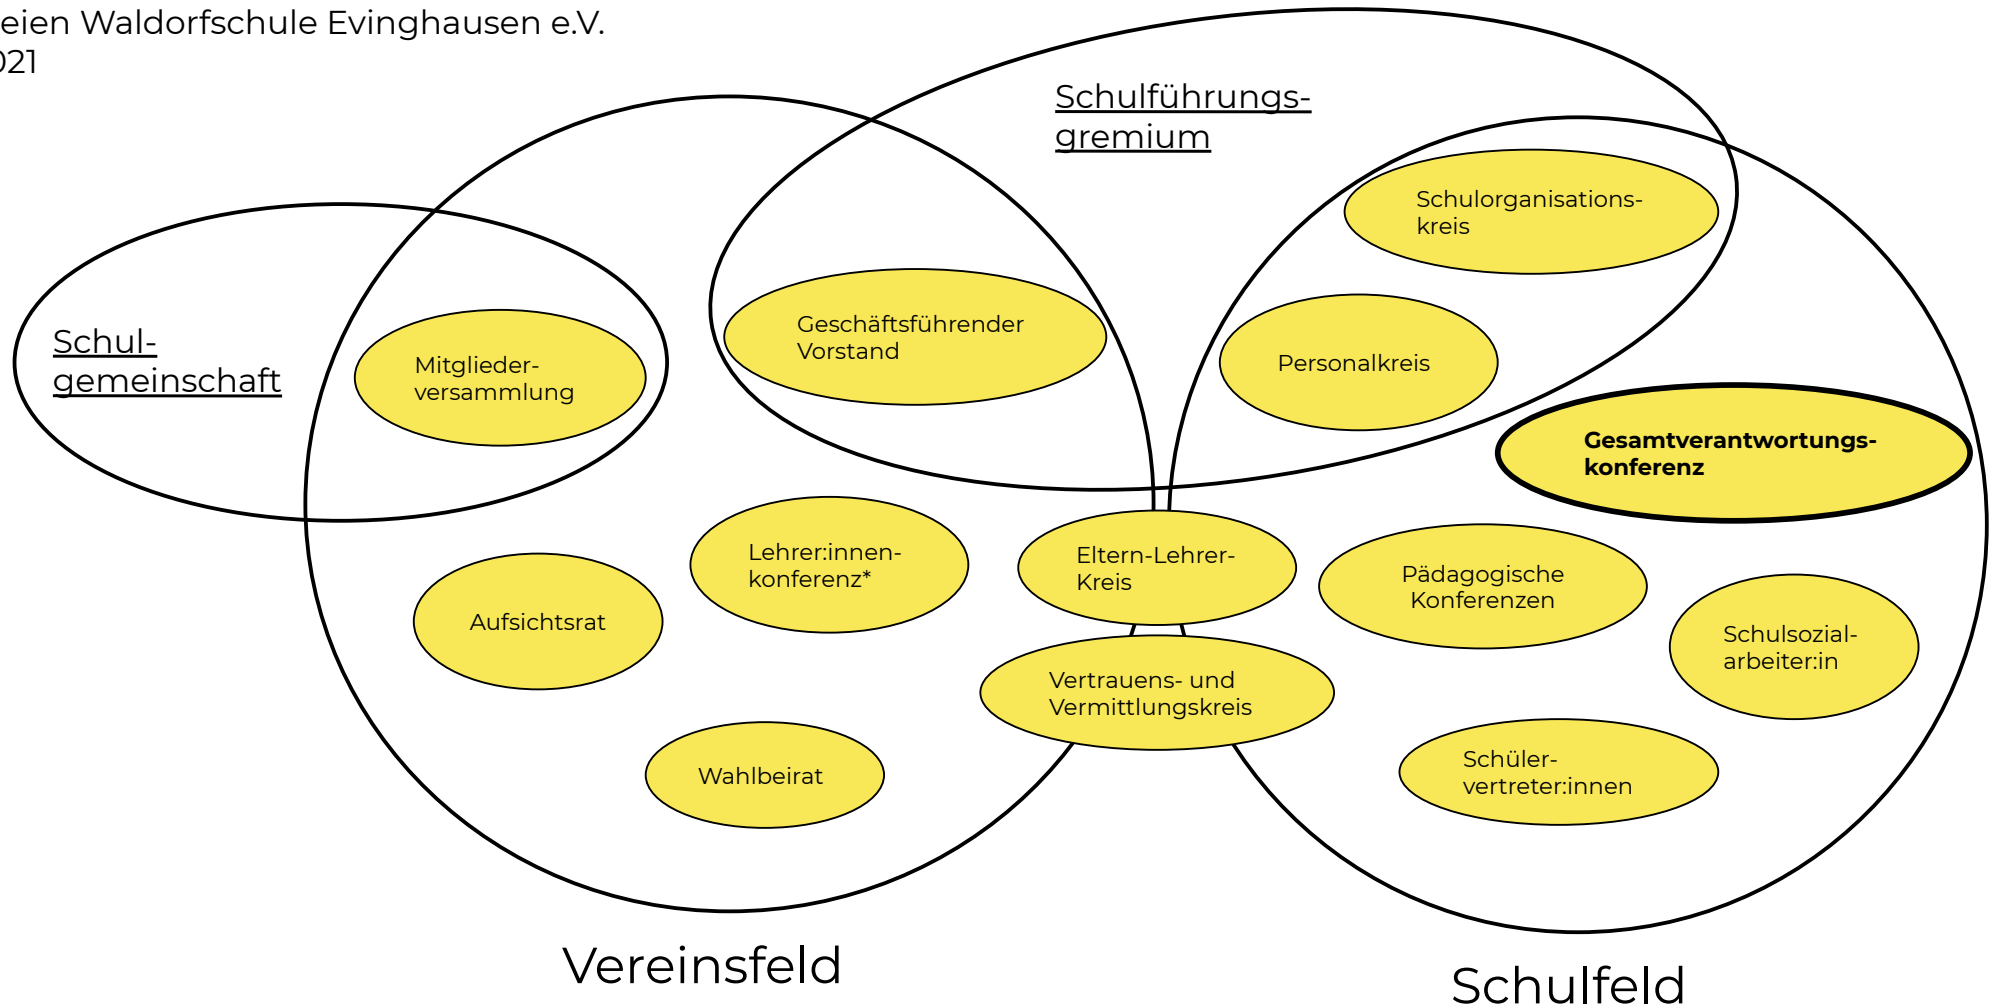 eien Waldorfschule Evinghausen e.V.
021
Schulführungs-
gremium
Schulorganisations-
kreis
Geschäftsführender
Vorstand
Personalkreis
Schul-
gemeinschaft
Mitglieder-
versammlung
Gesamtverantwortungs-
konferenz
Lehrer:innen-
konferenz*
Eltern-Lehrer-
Kreis
Pädagogische
Konferenzen
Aufsichtsrat
Schulsozial-
arbeiter:in
Vertrauens- und
Vermittlungskreis
Wahlbeirat
Schüler-
vertreter:innen
Vereinsfeld
Schulfeld